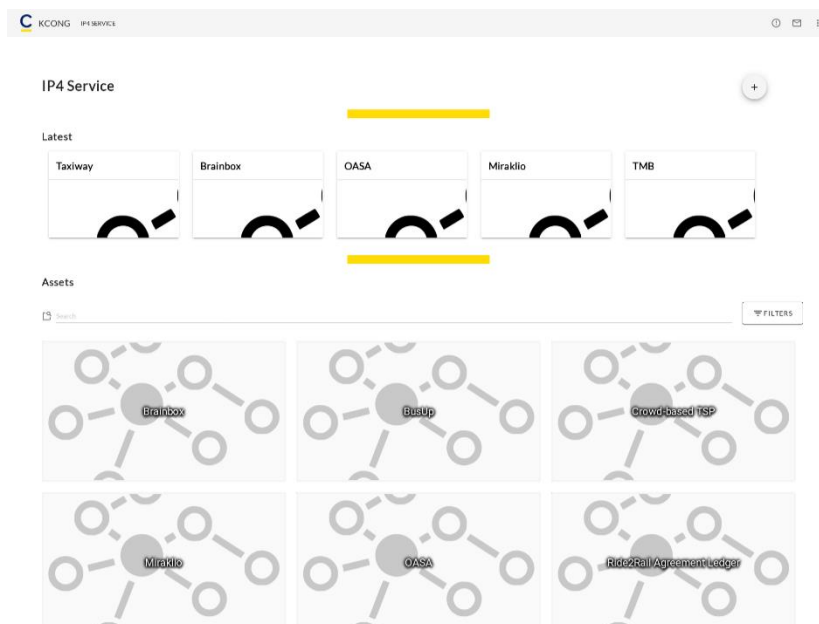 C KCONG IP4 SERVICE
IP4 Service
+
Latest
Taxiway Brainbox OASA Miraklio TMB
Assets
Search FILTERS
Brainbox BusUp Crowd-based TSP
Miraklio OASA Ride2Rail Agreement Ledger